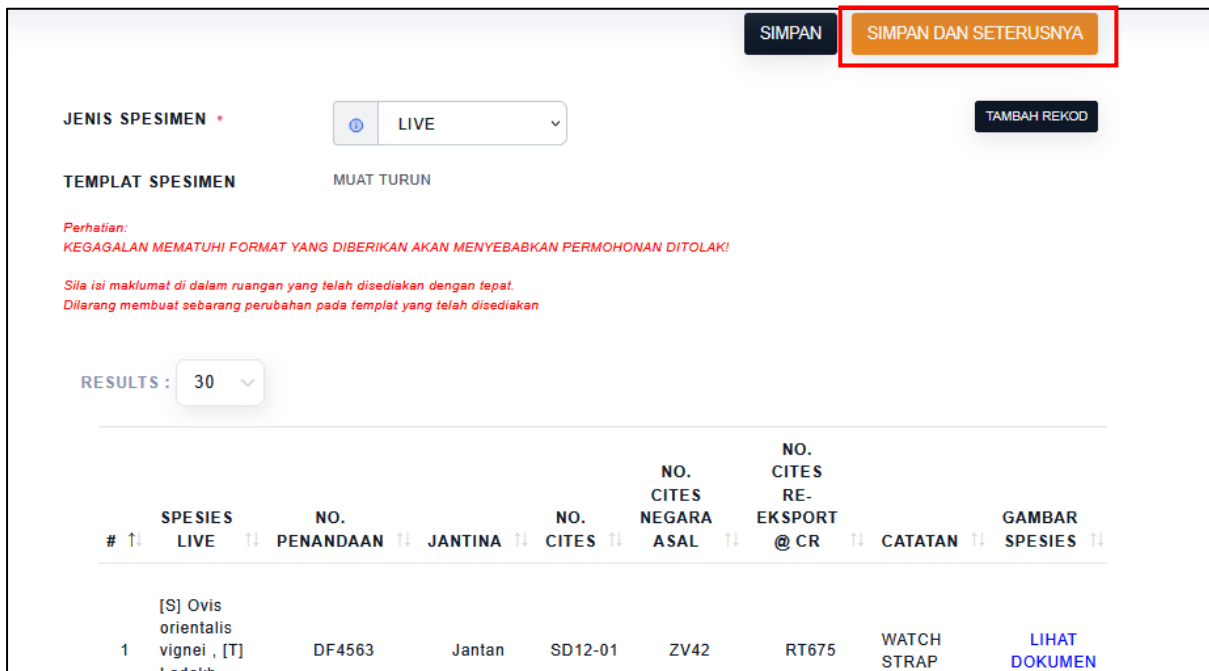 SIMPAN SIMPAN DAN SETERUSNYA
JENIS SPESIMEN * LIVE TAMBAH REKOD
TEMPLAT SPESIMEN MUAT TURUN
Perhatian:
KEGAGALAN MEMATUHI FORMAT YANG DIBERIKAN AKAN MENYEBABKAN PERMOHONAN DITOLAK!
Sila isi maklumat di dalam ruangan yang telah disediakan dengan tepat.
Dilarang membuat sebarang perubahan pada templat yang telah disediakan
RESULTS : 30
# SPESIES LIVE NO. PENANDAAN JANTINA NO. CITES NO. CITES NEGARA ASAL NO. CITES RE-EKSPORT @ CR CATATAN GAMBAR SPESIES
1 [S] Ovis orientalis vignei , [T] DF4563 Jantan SD12-01 ZV42 RT675 WATCH STRAP LIHAT DOKUMEN